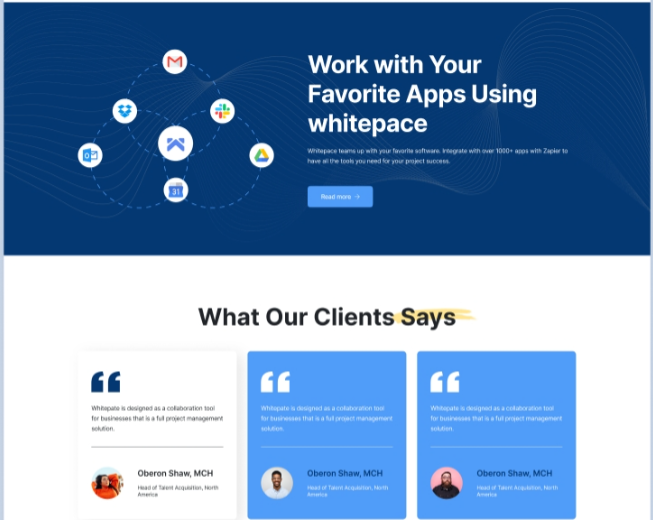 Work with Your
Favorite Apps Using
whitepace
Whitepace teams up with your favorite software. Integrate with over 1000+ apps with Zapier to
have all the tools you need for your project success.
Read more →
31
What Our Clients Says
Whitepate is designed as a collaboration tool
for businesses that is a full project management
solution.
Oberon Shaw, MCH
Head of Talent Acquisition, North
America
Whitepate is designed as a collaboration tool
for businesses that is a full project management
solution.
Oberon Shaw, MCH
Head of Talent Acquisition, North
America
Whitepate is designed as a collaboration tool
for businesses that is a full project management
solution.
Oberon Shaw, MCH
Head of Talent Acquisition, North
America